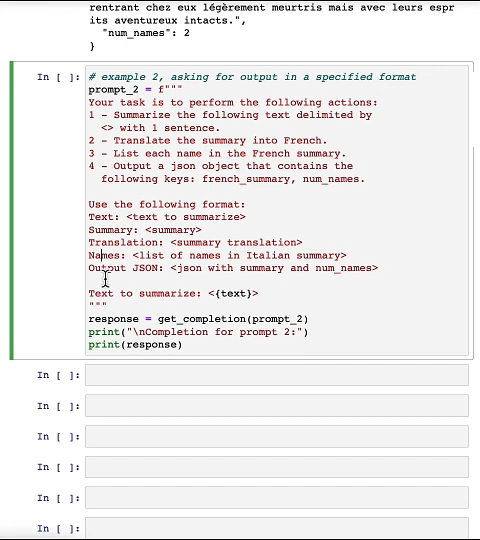 rentrant chez eux légèrement meurtris mais avec leurs espr
its aventureux intacts.",
"num_names": 2
}
In [ ]:
# example 2, asking for output in a specified format
prompt_2 = f"""
Your task is to perform the following actions:
1 - Summarize the following text delimited by
<> with 1 sentence.
2 - Translate the summary into French.
3 - List each name in the French summary.
4 - Output a json object that contains the
following keys: french_summary, num_names.
Use the following format:
Text: <text to summarize>
Summary: <summary>
Translation: <summary translation>
Names: <list of names in Italian summary>
Output JSON: <json with summary and num_names>
Text to summarize: <{text}>
"""
response = get_completion(prompt_2)
print("\nCompletion for prompt 2:")
print(response)
In [ ]:
In [ ]:
In [ ]:
In [ ]:
In [ ]:
In [ ]: